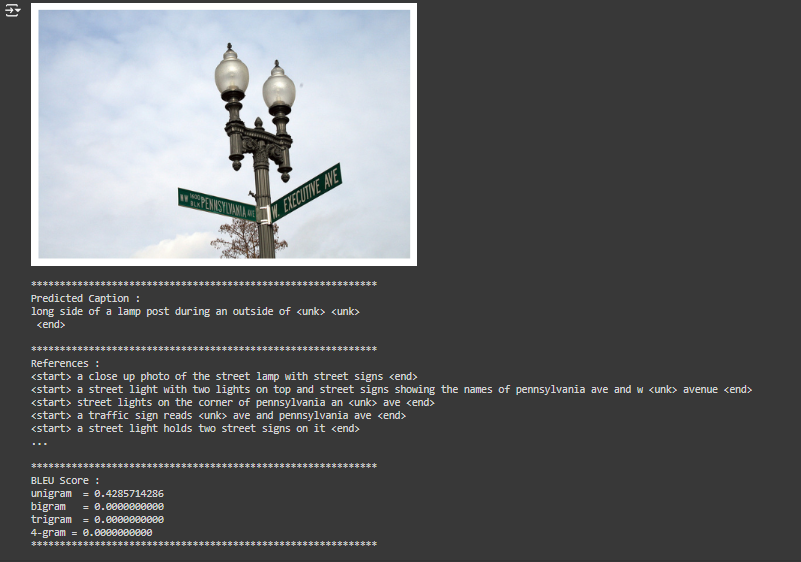 NW 1600 BLK PENNSYLVANIA AVE
W. EXECUTIVE AVE
************************************************************
Predicted Caption :
long side of a lamp post during an outside of <unk> <unk>
<end>
************************************************************
References :
<start> a close up photo of the street lamp with street signs <end>
<start> a street light with two lights on top and street signs showing the names of pennsylvania ave and w <unk> avenue <end>
<start> street lights on the corner of pennsylvania an <unk> ave <end>
<start> a traffic sign reads <unk> ave and pennsylvania ave <end>
<start> a street light holds two street signs on it <end>
...
************************************************************
BLEU Score :
unigram = 0.4285714286
bigram = 0.0000000000
trigram = 0.0000000000
4-gram = 0.0000000000
************************************************************